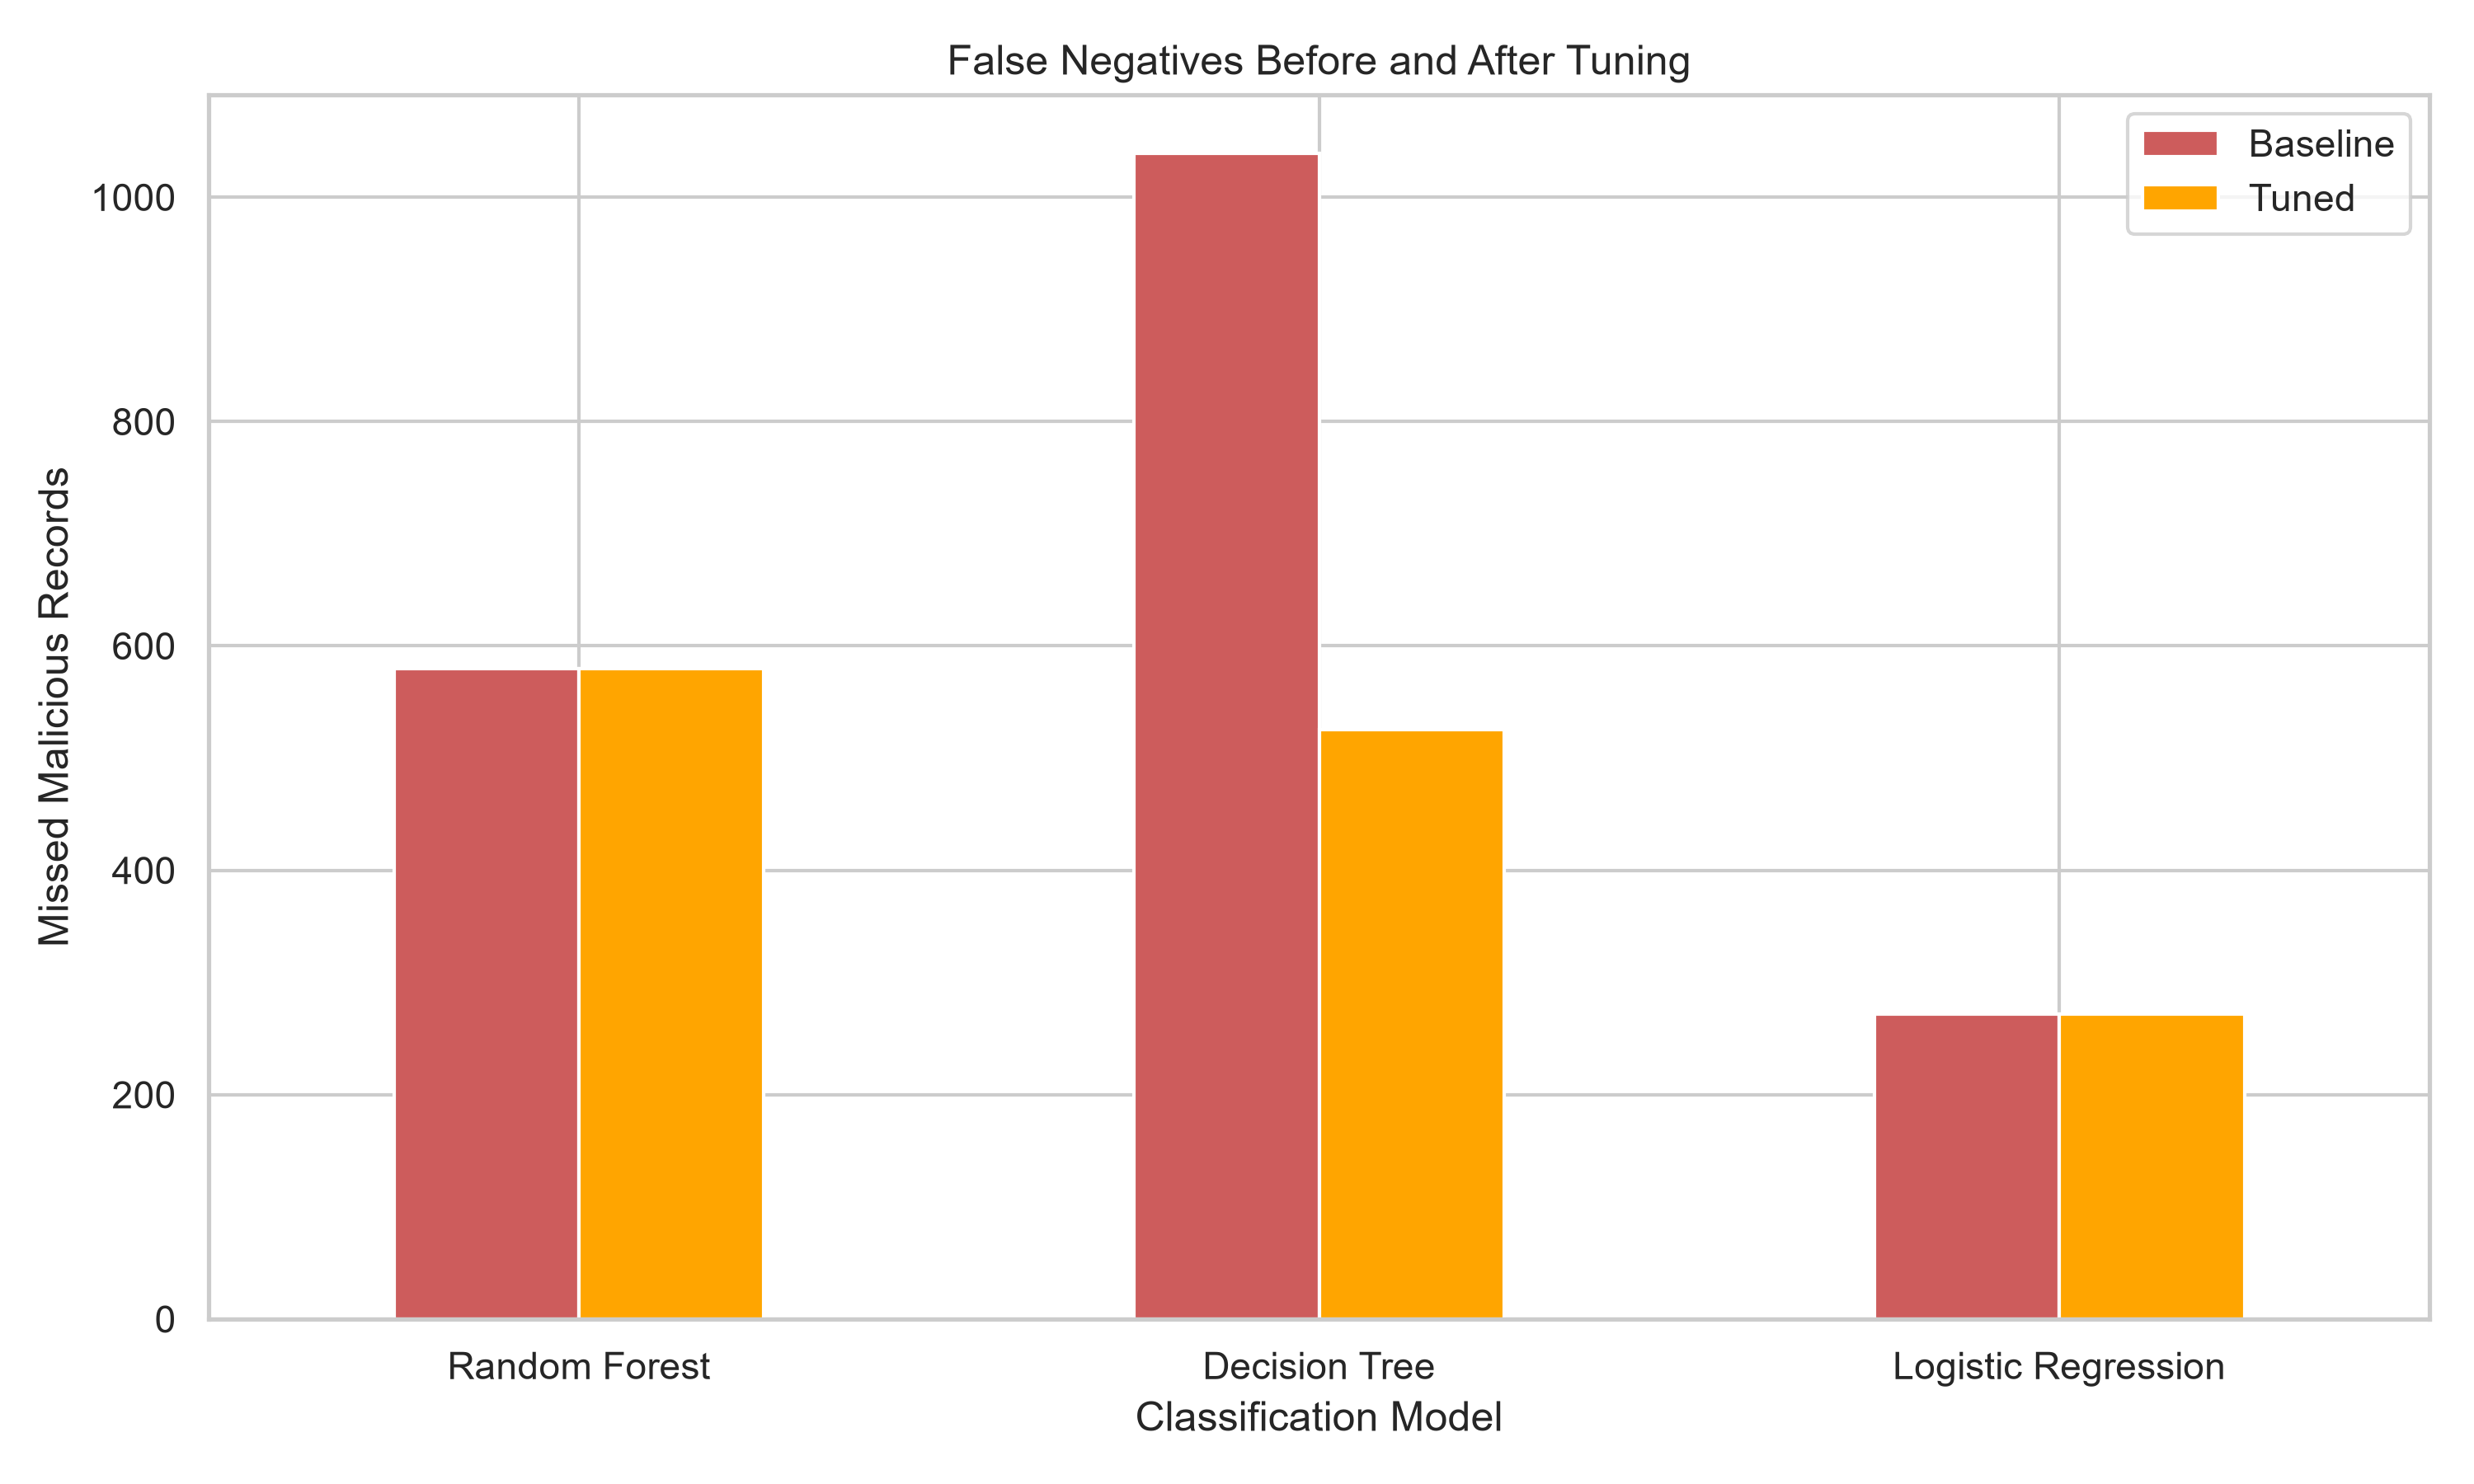 False Negatives Before and After Tuning
Baseline
Tuned
Missed Malicious Records
1000
800
600
400
200
0
Random Forest
Decision Tree
Logistic Regression
Classification Model